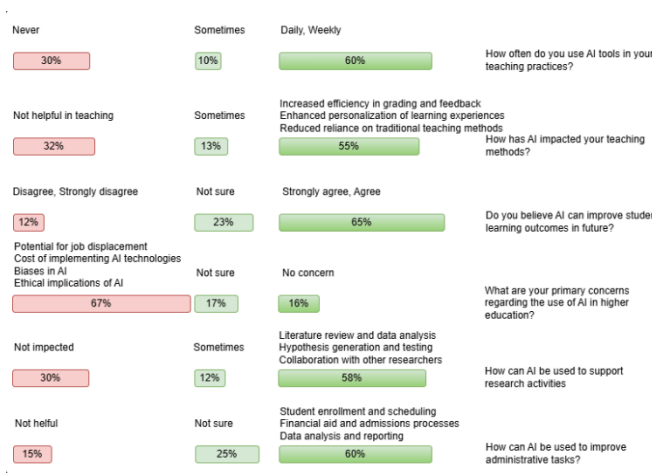 Never Sometimes Daily, Weekly
30% 10% 60%
How often do you use AI tools in your
teaching practices?
Not helpful in teaching Sometimes
Increased efficiency in grading and feedback
Enhanced personalization of learning experiences
Reduced reliance on traditional teaching methods
32% 13% 55%
How has AI impacted your teaching
methods?
Disagree, Strongly disagree Not sure Strongly agree, Agree
12% 23% 65%
Do you believe AI can improve studen
learning outcomes in future?
Potential for job displacement
Cost of implementing AI technologies
Biases in AI
Ethical implications of AI
Not sure No concern
67% 17% 16%
What are your primary concerns
regarding the use of AI in higher
education?
Not impected Sometimes
Literature review and data analysis
Hypothesis generation and testing
Collaboration with other researchers
30% 12% 58%
How can AI be used to support
research activities
Not helful Not sure
Student enrollment and scheduling
Financial aid and admissions processes
Data analysis and reporting
15% 25% 60%
How can AI be used to improve
administrative tasks?